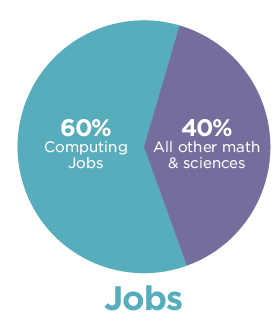 60%
Computing
Jobs
40%
All other math
& sciences
Jobs